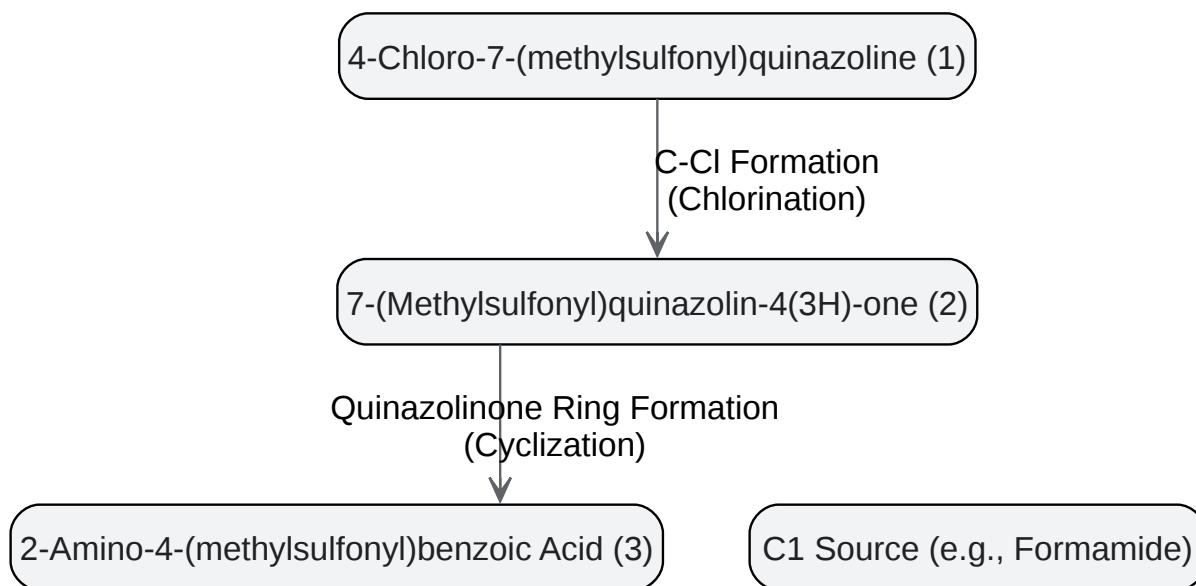 4-Chloro-7-(methylsulfonyl)quinazoline (1)
C-Cl Formation
(Chlorination)
7-(Methylsulfonyl)quinazolin-4(3H)-one (2)
Quinazolinone Ring Formation
(Cyclization)
2-Amino-4-(methylsulfonyl)benzoic Acid (3)
C1 Source (e.g., Formamide)